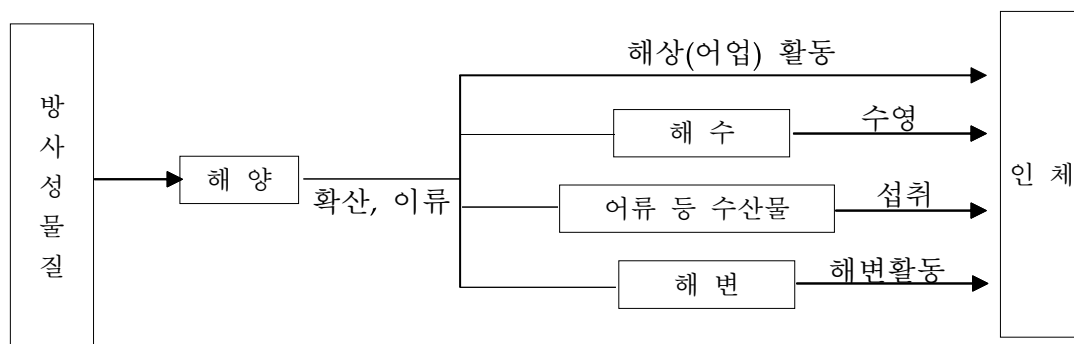 방사성물질
해 양
확산, 이류
해상(어업) 활동
해 수
수영
어류 등 수산물
섭취
해 변
해변활동
인 체